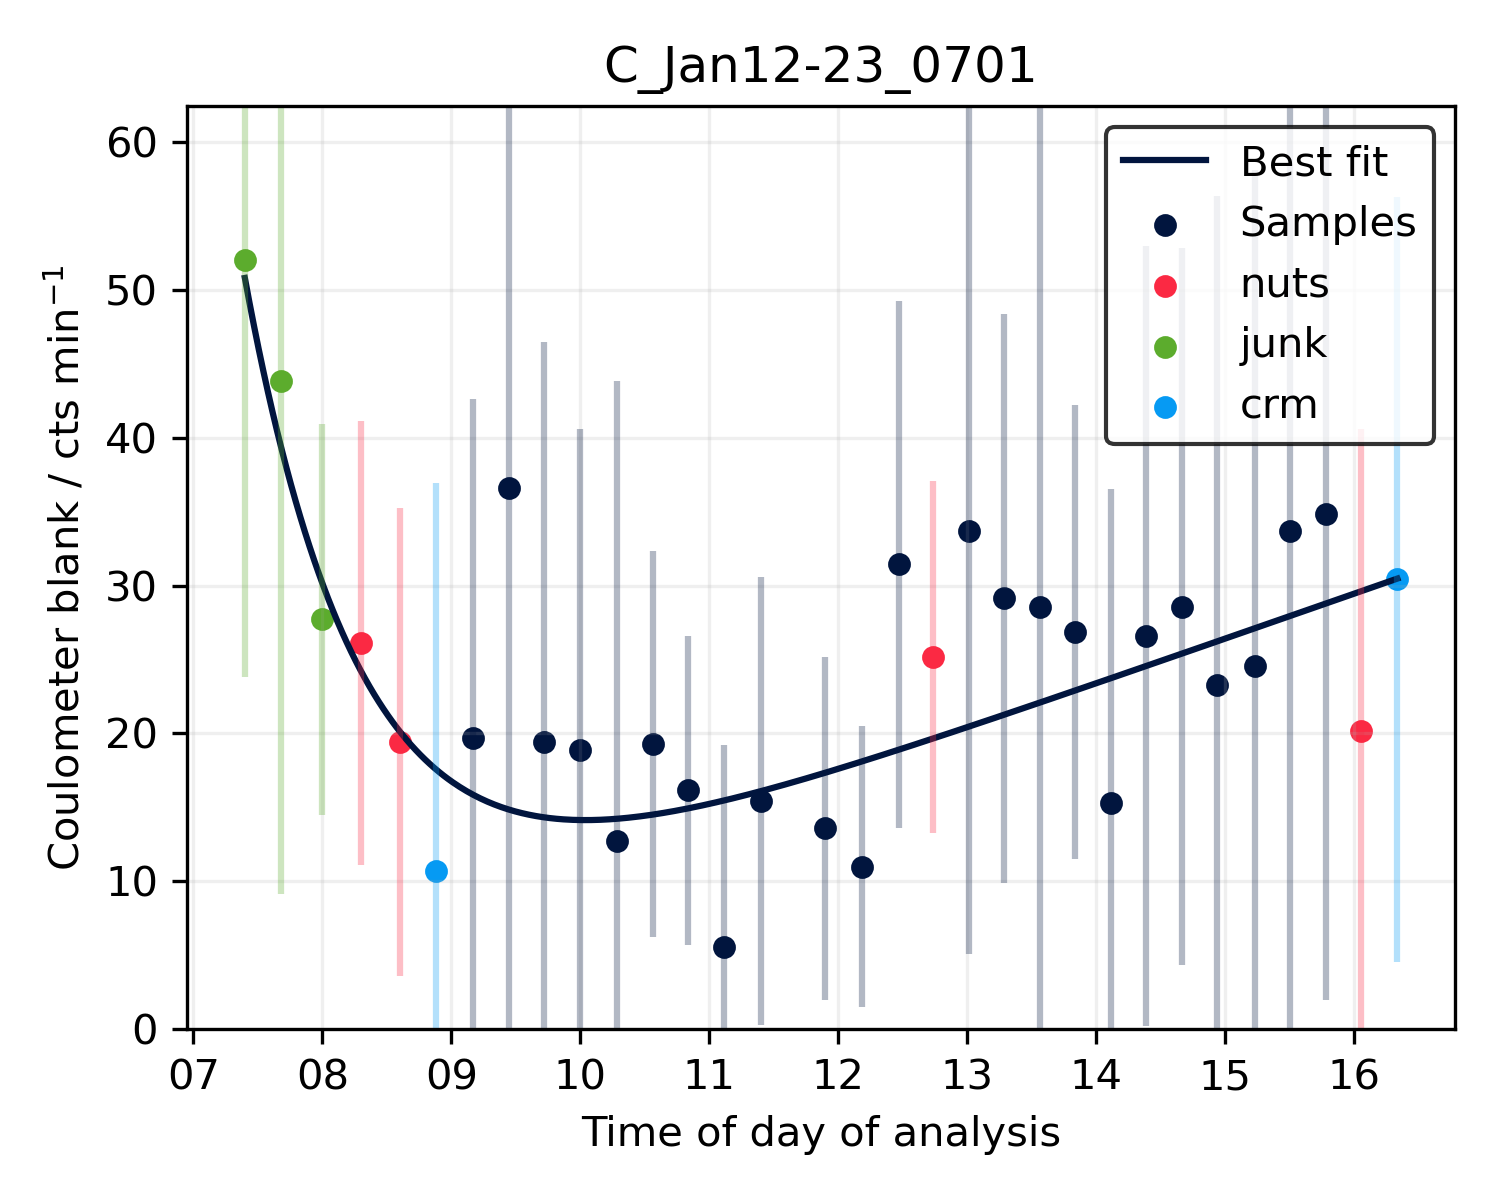 C_Jan12-23_0701
Coulometer blank / cts min⁻¹
60
50
40
30
20
10
0
Best fit
Samples
nuts
junk
crm
07 08 09 10 11 12 13 14 15 16
Time of day of analysis